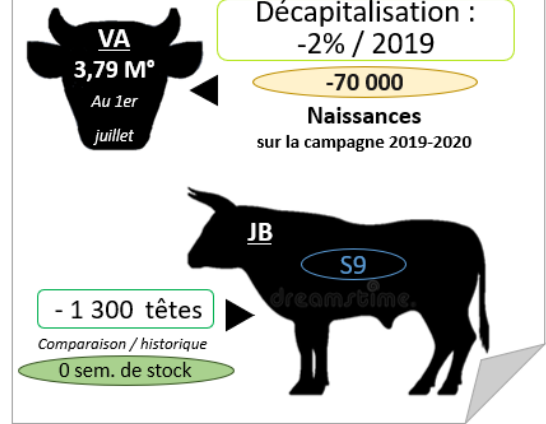 Décapitalisation :
-2% / 2019
VA
3,79 M°
Au 1er
juillet
-70 000
Naissances
sur la campagne 2019-2020
JB
S9
dreamstime.
- 1 300 têtes
Comparaison / historique
0 sem. de stock